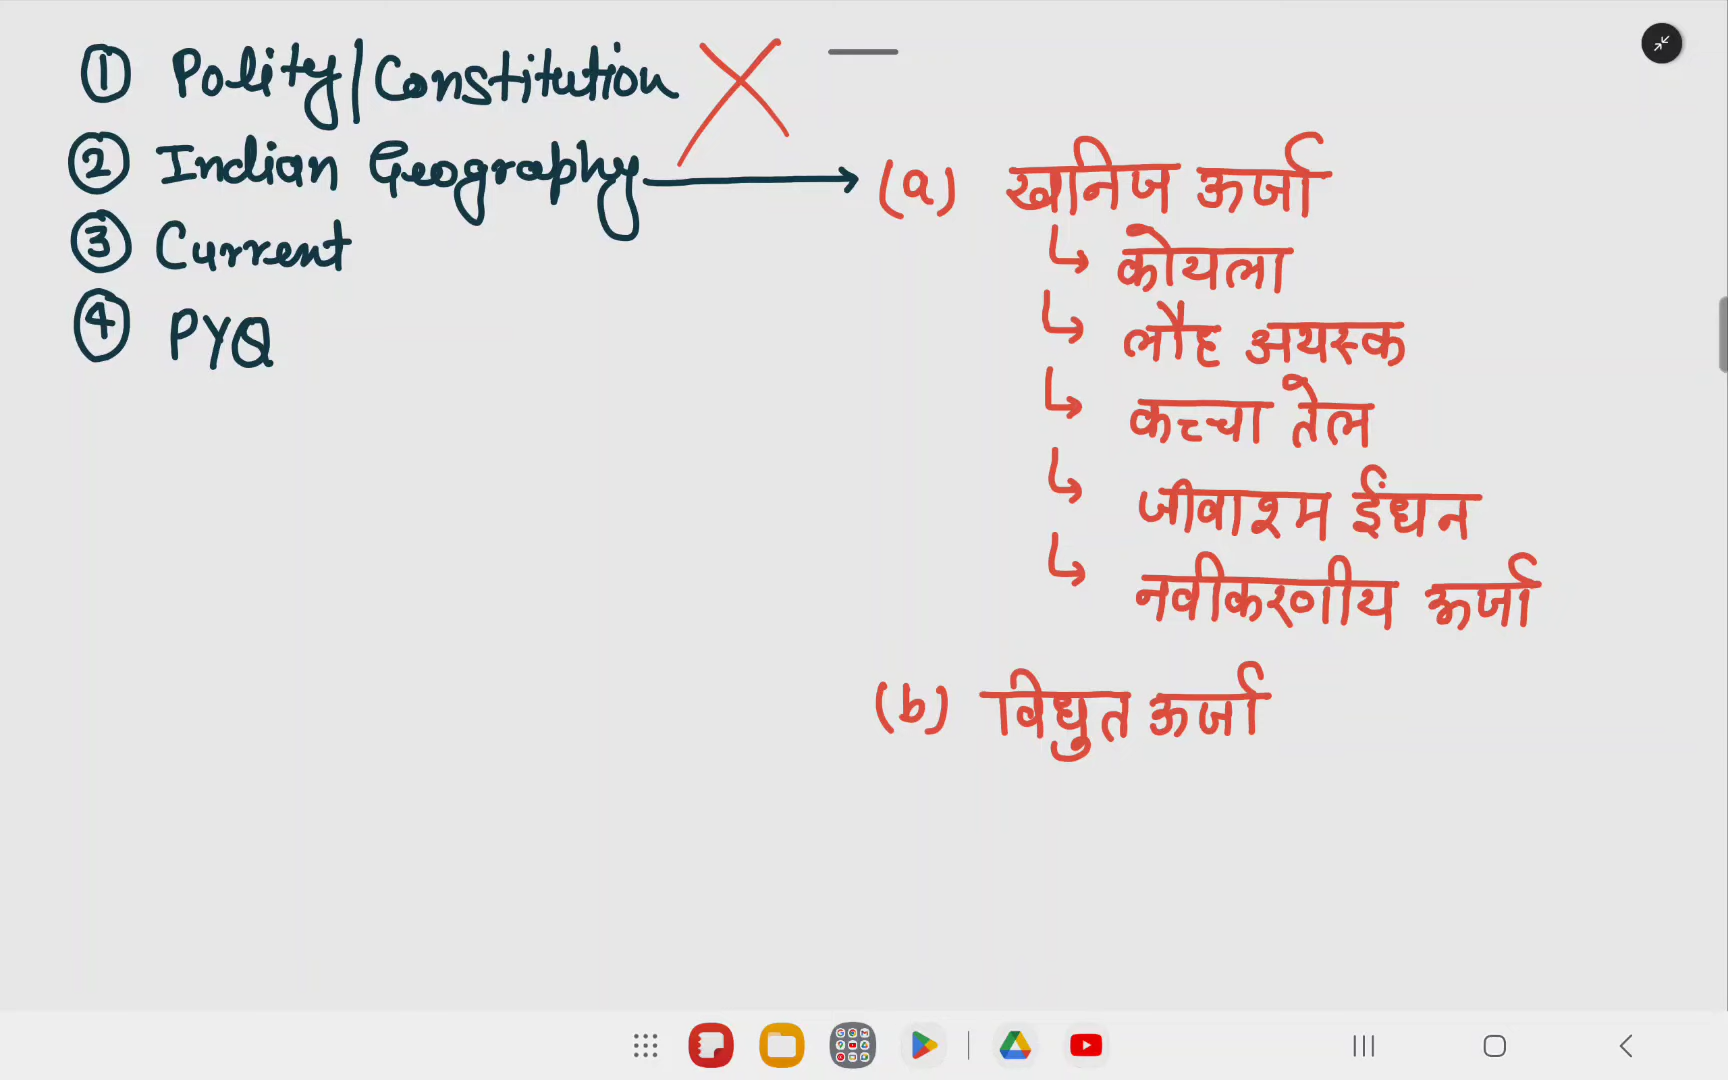 ① Polity/Constitution
② Indian Geography
③ Current
④ PYQ
(a) खनिज ऊर्जा
कोयला
लौह अयस्क
कच्चा तेल
जीवाश्म ईंधन
नवीकरणीय ऊर्जा
(b) विधुत ऊर्जा